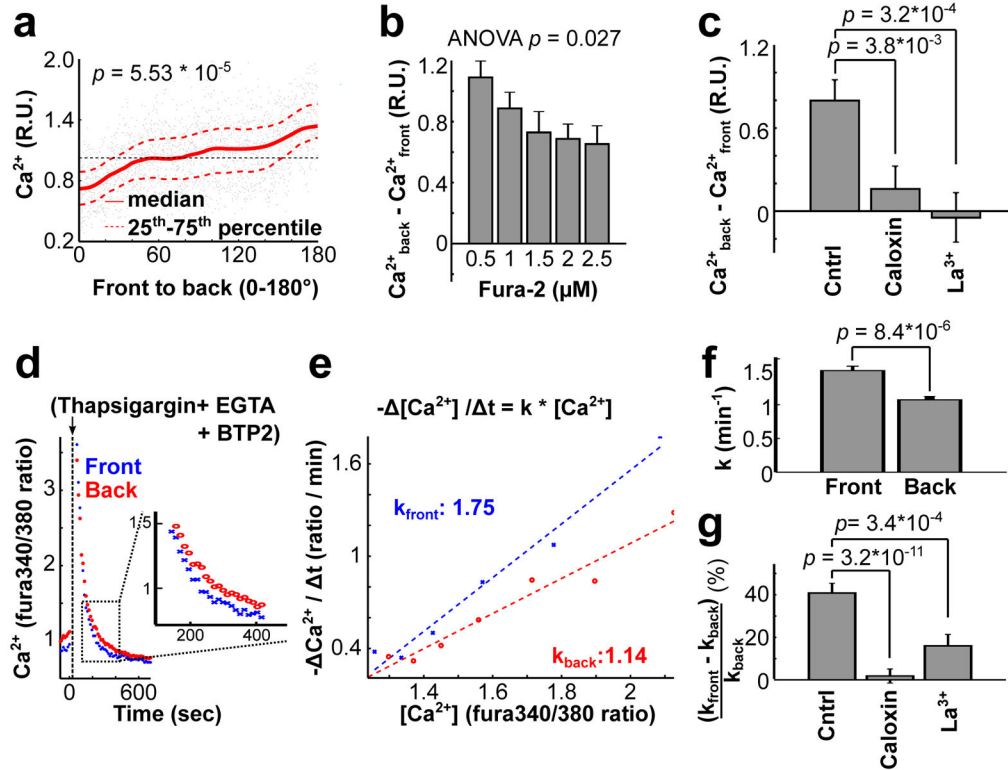 a
p = 5.53 * 10-5
Ca2+ (R.U.)
2.0
1.4
0.8
0.2
median
25th-75th percentile
0
60
120
180
Front to back (0-180°)
b
ANOVA p = 0.027
Ca2+back - Ca2+front (R.U.)
1.2
0.8
0.4
0
0.5
1
1.5
2
2.5
Fura-2 (µM)
c
p = 3.2*10-4
p = 3.8*10-3
Ca2+back - Ca2+front (R.U.)
1.2
0.8
0.4
0
Cntrl
Caloxin
La3+
d
(Thapsigargin+ EGTA
+ BTP2)
Ca2+ (fura340/380 ratio)
3
2
1
Front
Back
1.5
1
200
400
0
600
Time (sec)
e
-Δ[Ca2+] /Δt = k * [Ca2+]
-ΔCa2+ / Δt (ratio / min)
1.6
1.2
0.8
0.4
kfront: 1.75
kback:1.14
1.4
1.6
1.8
2
[Ca2+] (fura340/380 ratio)
f
p = 8.4*10-6
k (min-1)
1.5
1
0.5
0
Front
Back
g
p= 3.4*10-4
p = 3.2*10-11
(kfront - kback) (%)
kback
40
20
0
Cntrl
Caloxin
La3+